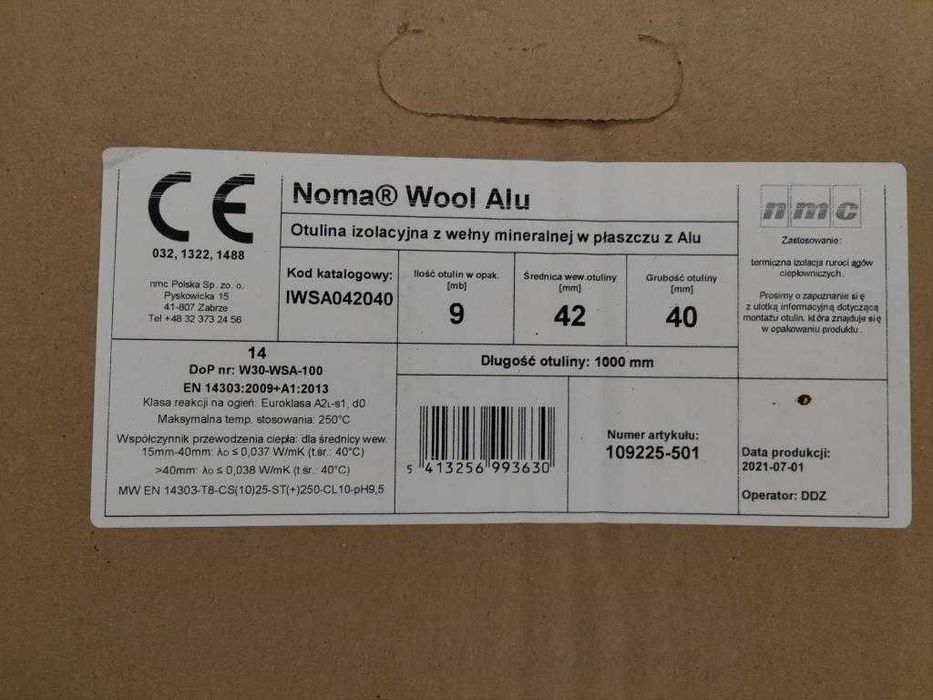 CE
032, 1322, 1488
nmc Polska Sp. zo. o.
Pyskowicka 15
41-807 Zabrze
Tel +48 32 373 24 56
Noma® Wool Alu
Otulina izolacyjna z wełny mineralnej w płaszczu z Alu
Kod katalogowy:
IWSA042040
Ilość otulin w opak.
[mb]
9
Średnica wew.otuliny
[mm]
42
Grubość otuliny
[mm]
40
nmc
Zastosowanie:
termiczna izolacja ruroci ągów
ciepłowniczych.
Prosimy o zapoznanie si ę
z ulotką informacyjną dotyczącą
montażu otulin, która znajduje się
w opakowaniu produktu.
14
DoP nr: W30-WSA-100
EN 14303:2009+A1:2013
Klasa reakcji na ogień: Euroklasa A2L-s1, d0
Maksymalna temp. stosowania: 250°C
Współczynnik przewodzenia ciepła: dla średnicy wew.
15mm-40mm: λD ≤ 0,037 W/mK (t.śr.: 40°C)
>40mm: λD ≤ 0,038 W/mK (t.śr.: 40°C)
MW EN 14303-T8-CS(10)25-ST(+)250-CL10-pH9,5
Długość otuliny: 1000 mm
5 413256 993630
Numer artykułu:
109225-501
Data produkcji:
2021-07-01
Operator: DDZ